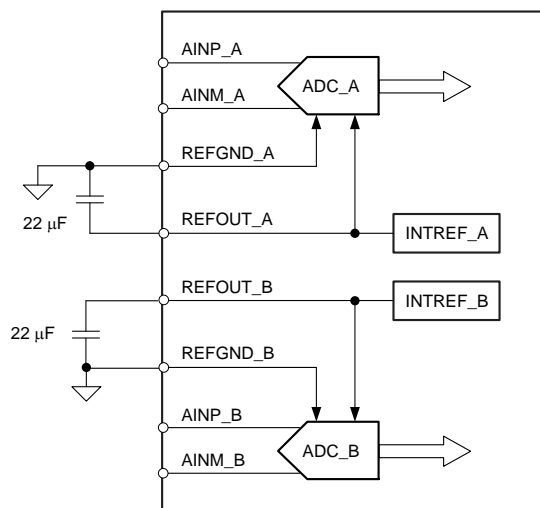 AINP_A
ADC_A
AINM_A
REFGND_A
22 μF
REFOUT_A
INTREF_A
REFOUT_B
INTREF_B
22 μF
REFGND_B
AINP_B
ADC_B
AINM_B